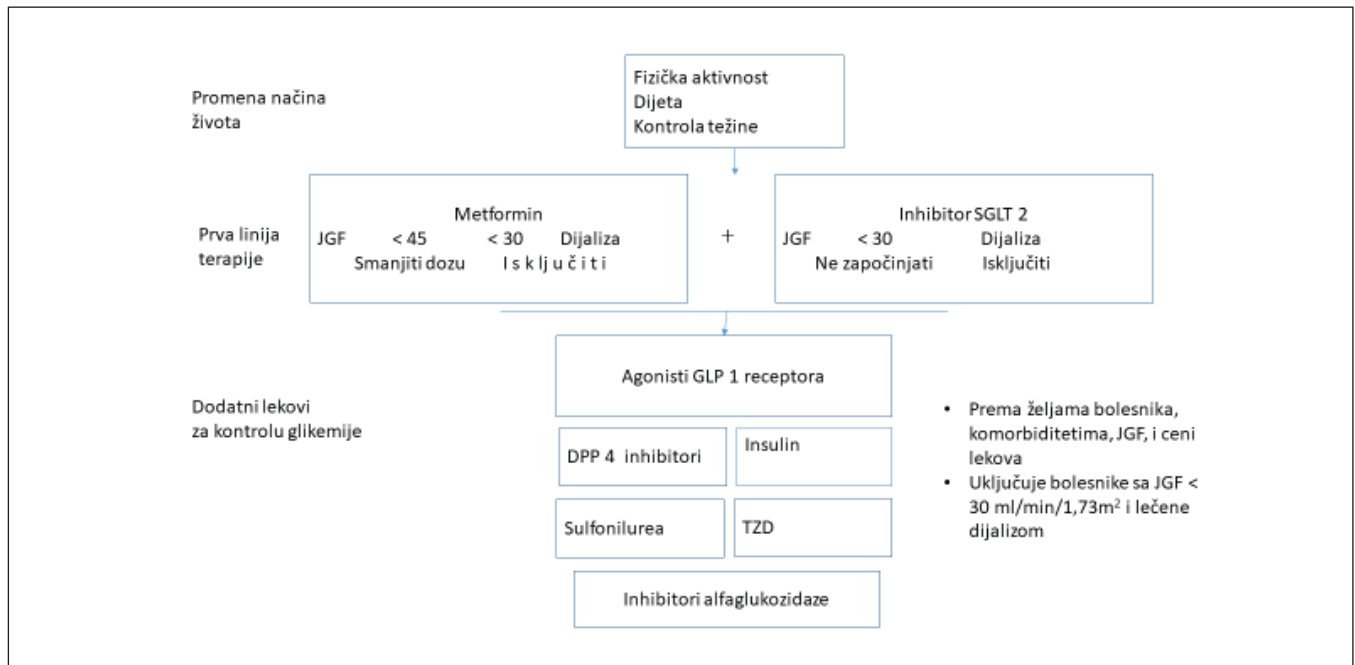 Promena načina
života
Fizička aktivnost
Dijeta
Kontrola težine
Prva linija
terapije
Metformin
JGF < 45 < 30 Dijaliza
Smanjiti dozu I s k lj u č i t i
+
Inhibitor SGLT 2
JGF < 30 Dijaliza
Ne započinjati Isključiti
Dodatni lekovi
za kontrolu glikemije
Agonisti GLP 1 receptora
DPP 4 inhibitori
Insulin
Sulfonilurea
TZD
Inhibitori alfaglukozidaze
• Prema željama bolesnika,
komorbiditetima, JGF, i ceni
lekova
• Uključuje bolesnike sa JGF <
30 ml/min/1,73m² i lečene
dijalizom